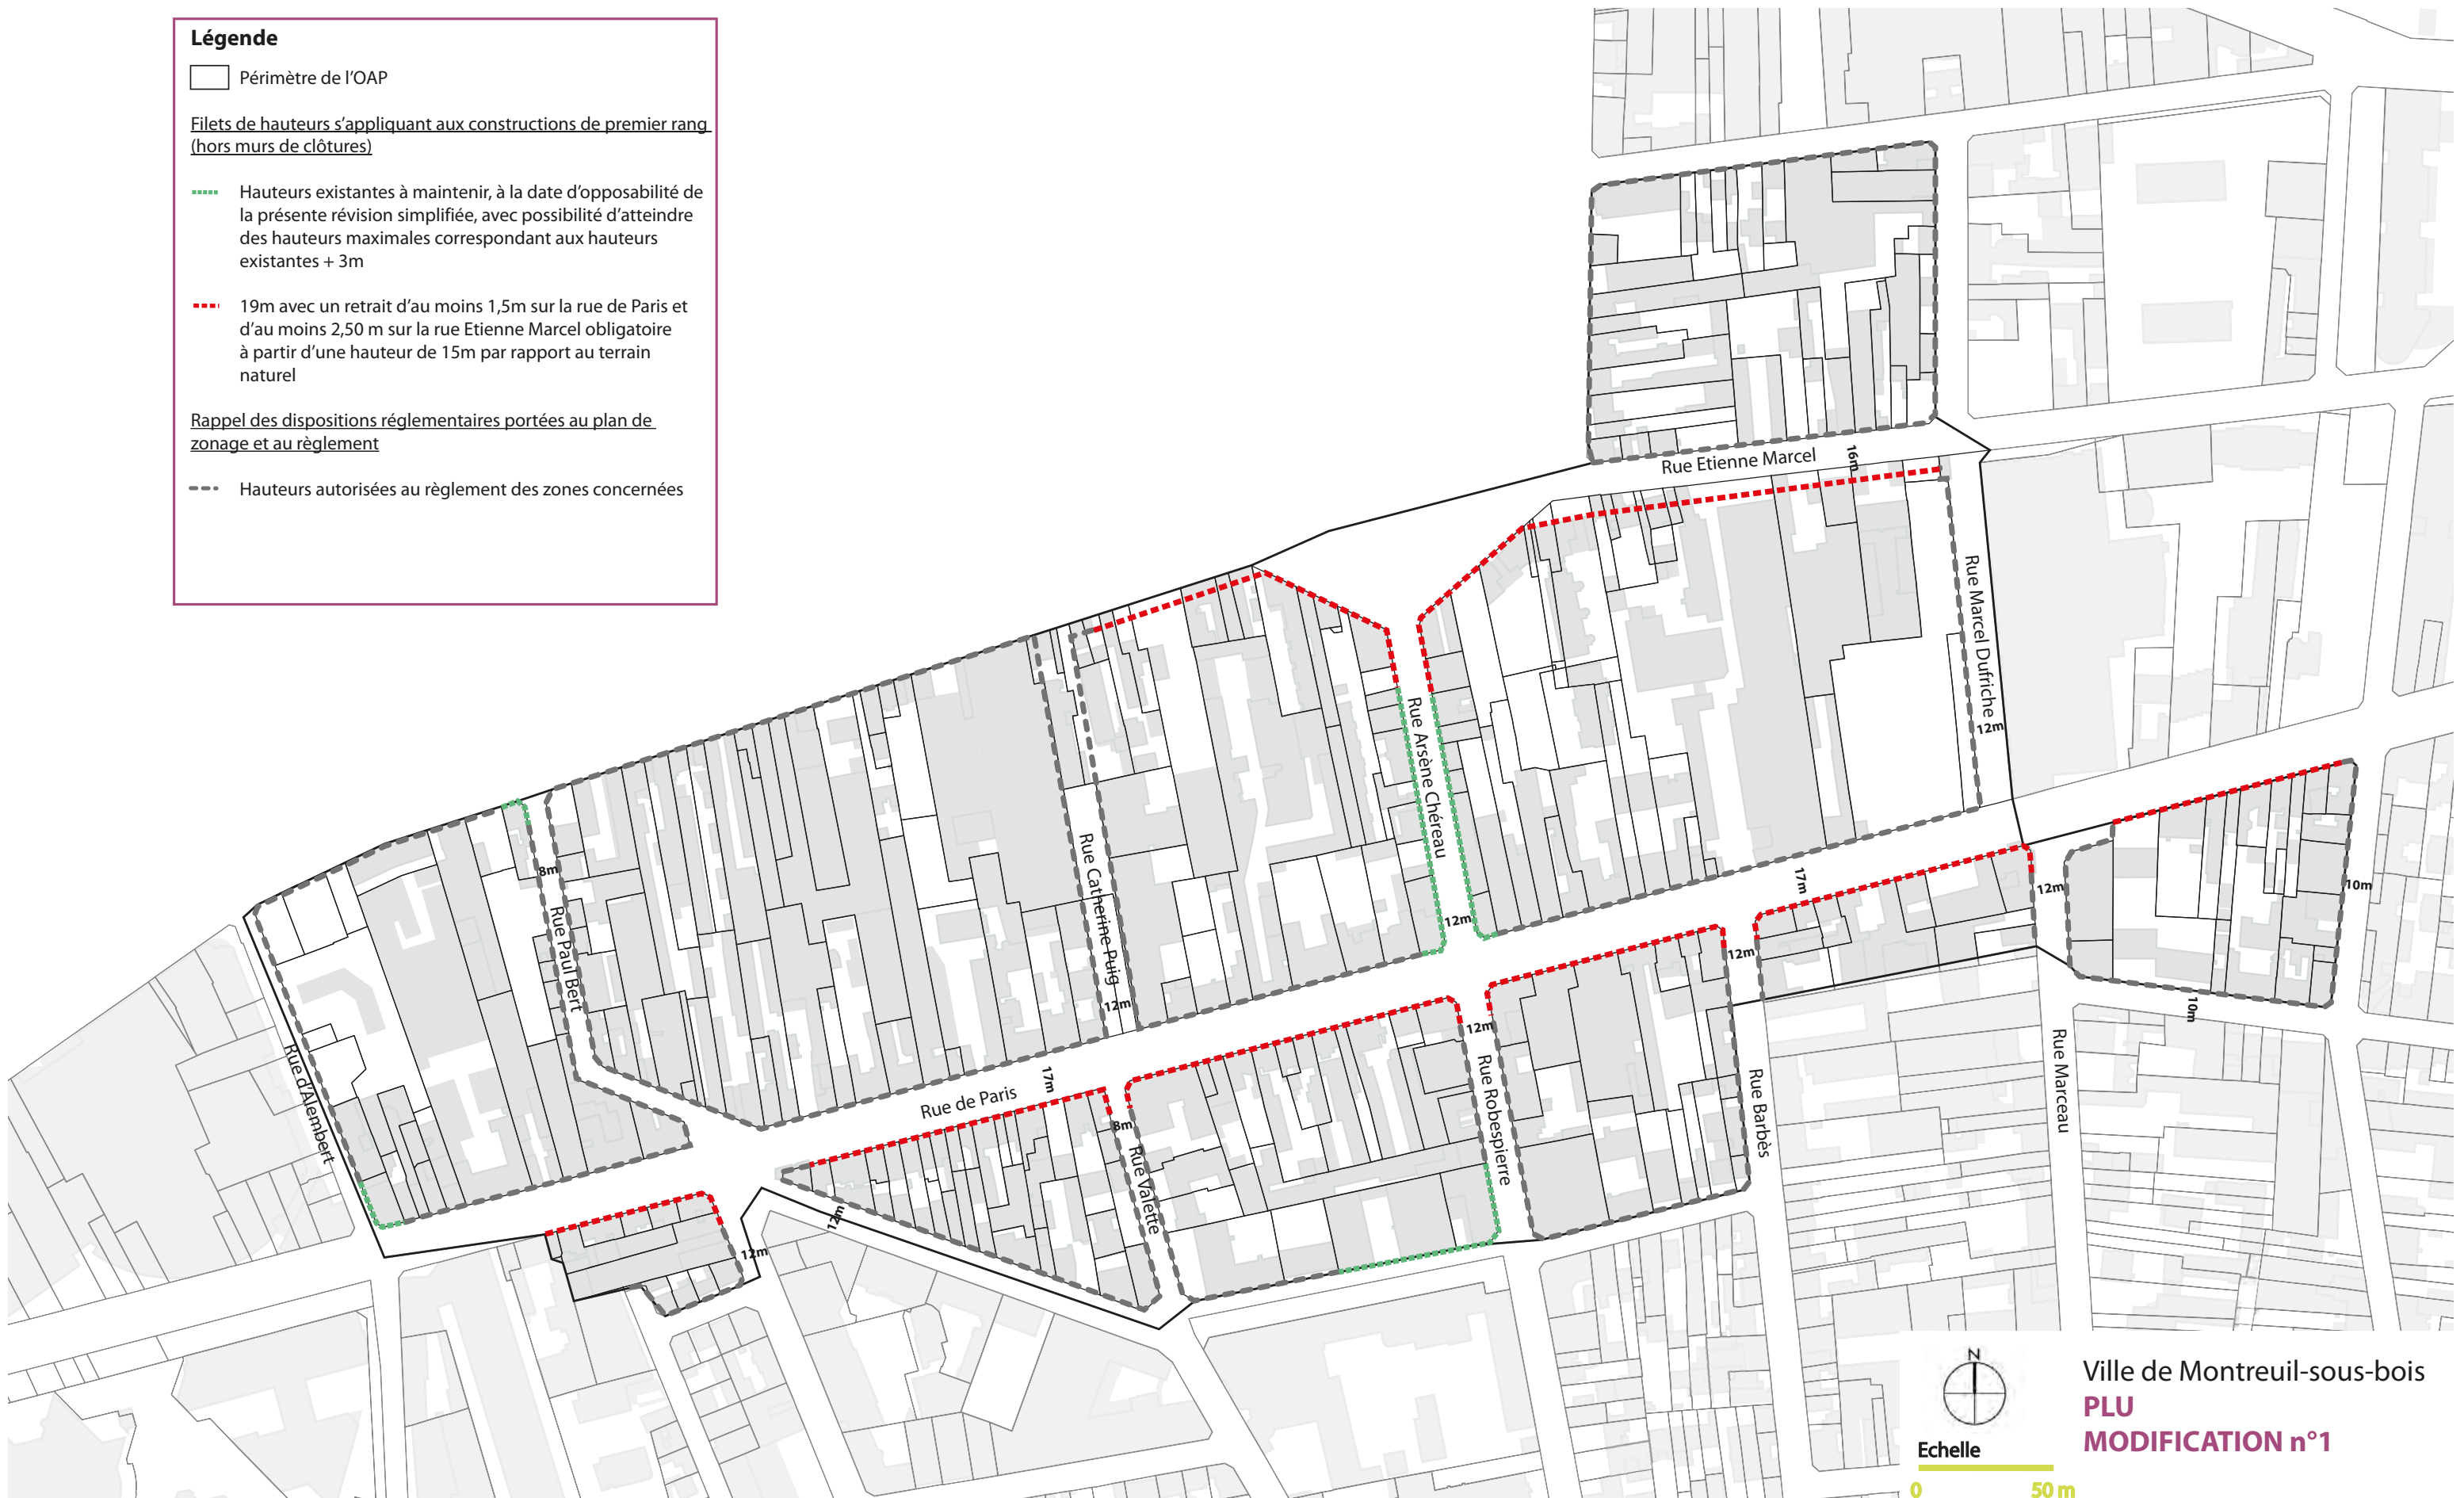 Légende
Périmètre de l'OAP
Filets de hauteurs s'appliquant aux constructions de premier rang
(hors murs de clôtures)
Hauteurs existantes à maintenir, à la date d'opposabilité de
la présente révision simplifiée, avec possibilité d'atteindre
des hauteurs maximales correspondant aux hauteurs
existantes + 3m
19m avec un retrait d'au moins 1,5m sur la rue de Paris et
d'au moins 2,50 m sur la rue Etienne Marcel obligatoire
à partir d'une hauteur de 15m par rapport au terrain
naturel
Rappel des dispositions réglementaires portées au plan de
zonage et au règlement
Hauteurs autorisées au règlement des zones concernées
Rue Etienne Marcel
16m
Rue Marcel Dufriche
12m
Rue Arsène Chéreau
12m
Rue Catherine Puig
12m
8m
Rue Paul Bert
Rue d'Alembert
Rue de Paris
17m
17m
12m
12m
8m
Rue Valette
12m
Rue Robespierre
12m
Rue Barbès
12m
Rue Marceau
10m
10m
N
Echelle
0
50 m
Ville de Montreuil-sous-bois
PLU
MODIFICATION n°1